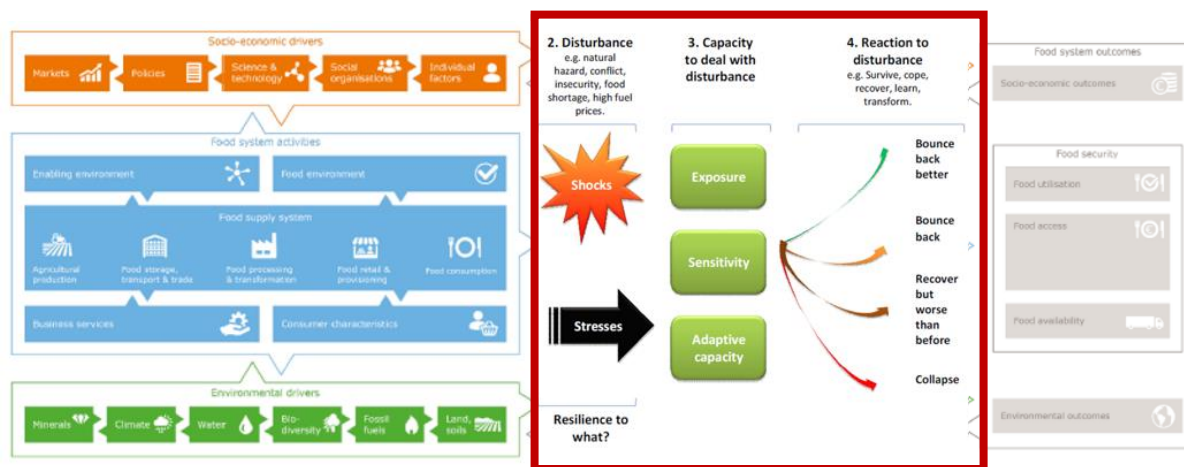 Socio-economic drivers
Markets
Policies
Science &
technology
Social
organisations
Individual
factors
Food system activities
Enabling environment
Food environment
Food supply system
Agricultural
production
Food storage,
transport & trade
Food processing
& transformation
Food retail &
provisioning
Food consumption
Business services
Consumer characteristics
Environmental drivers
Minerals
Climate
Water
Bio-
diversity
Fossil
fuels
Land,
soils
2. Disturbance
e.g. natural
hazard, conflict,
insecurity, food
shortage, high fuel
prices.
Shocks
Stresses
Resilience to
what?
3. Capacity
to deal with
disturbance
Exposure
Sensitivity
Adaptive
capacity
4. Reaction to
disturbance
e.g. Survive, cope,
recover, learn,
transform.
Bounce
back
better
Bounce
back
Recover
but
worse
than
before
Collapse
Food system outcomes
Socio-economic outcomes
Food security
Food utilisation
Food access
Food availability
Environmental outcomes